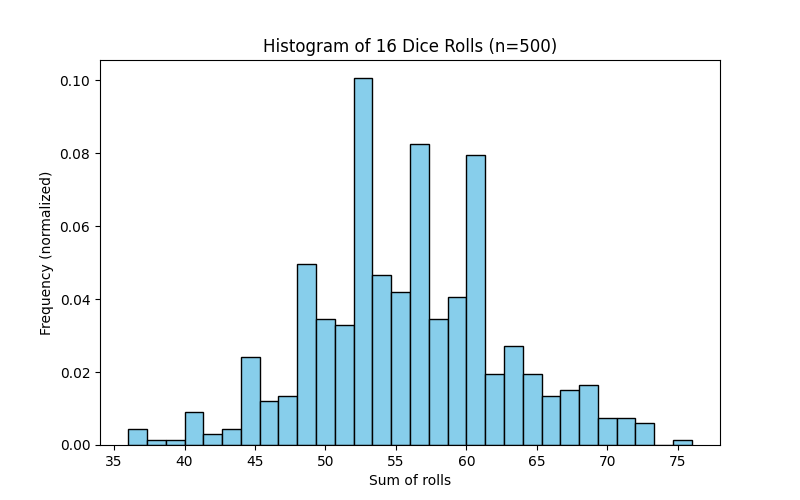 Histogram of 16 Dice Rolls (n=500)
Frequency (normalized)
0.10
0.08
0.06
0.04
0.02
0.00
35 40 45 50 55 60 65 70 75
Sum of rolls